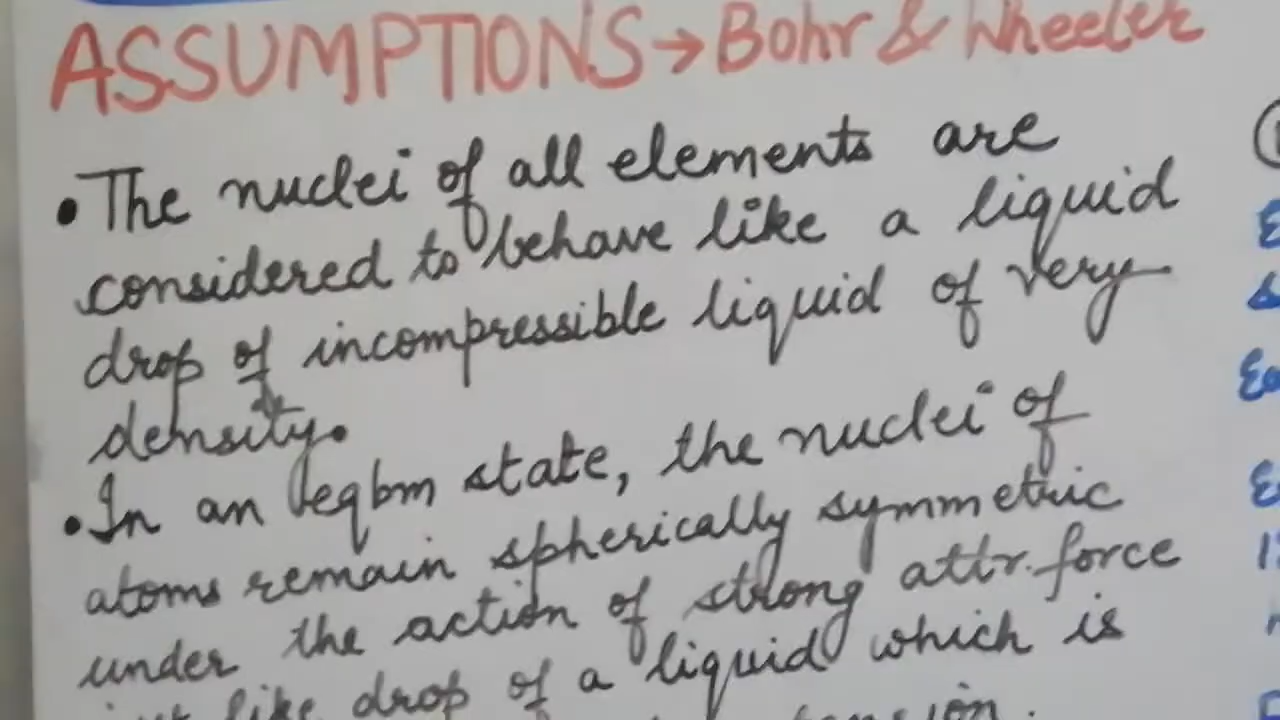 ASSUMPTIONS → Bohr & Wheeler
• The nuclei of all elements are
considered to behave like a liquid
drop of incompressible liquid of very
density.
• In an eqbm state, the nuclei of
atoms remain spherically symmetric
under the action of strong attr. force
like drop of a liquid which is